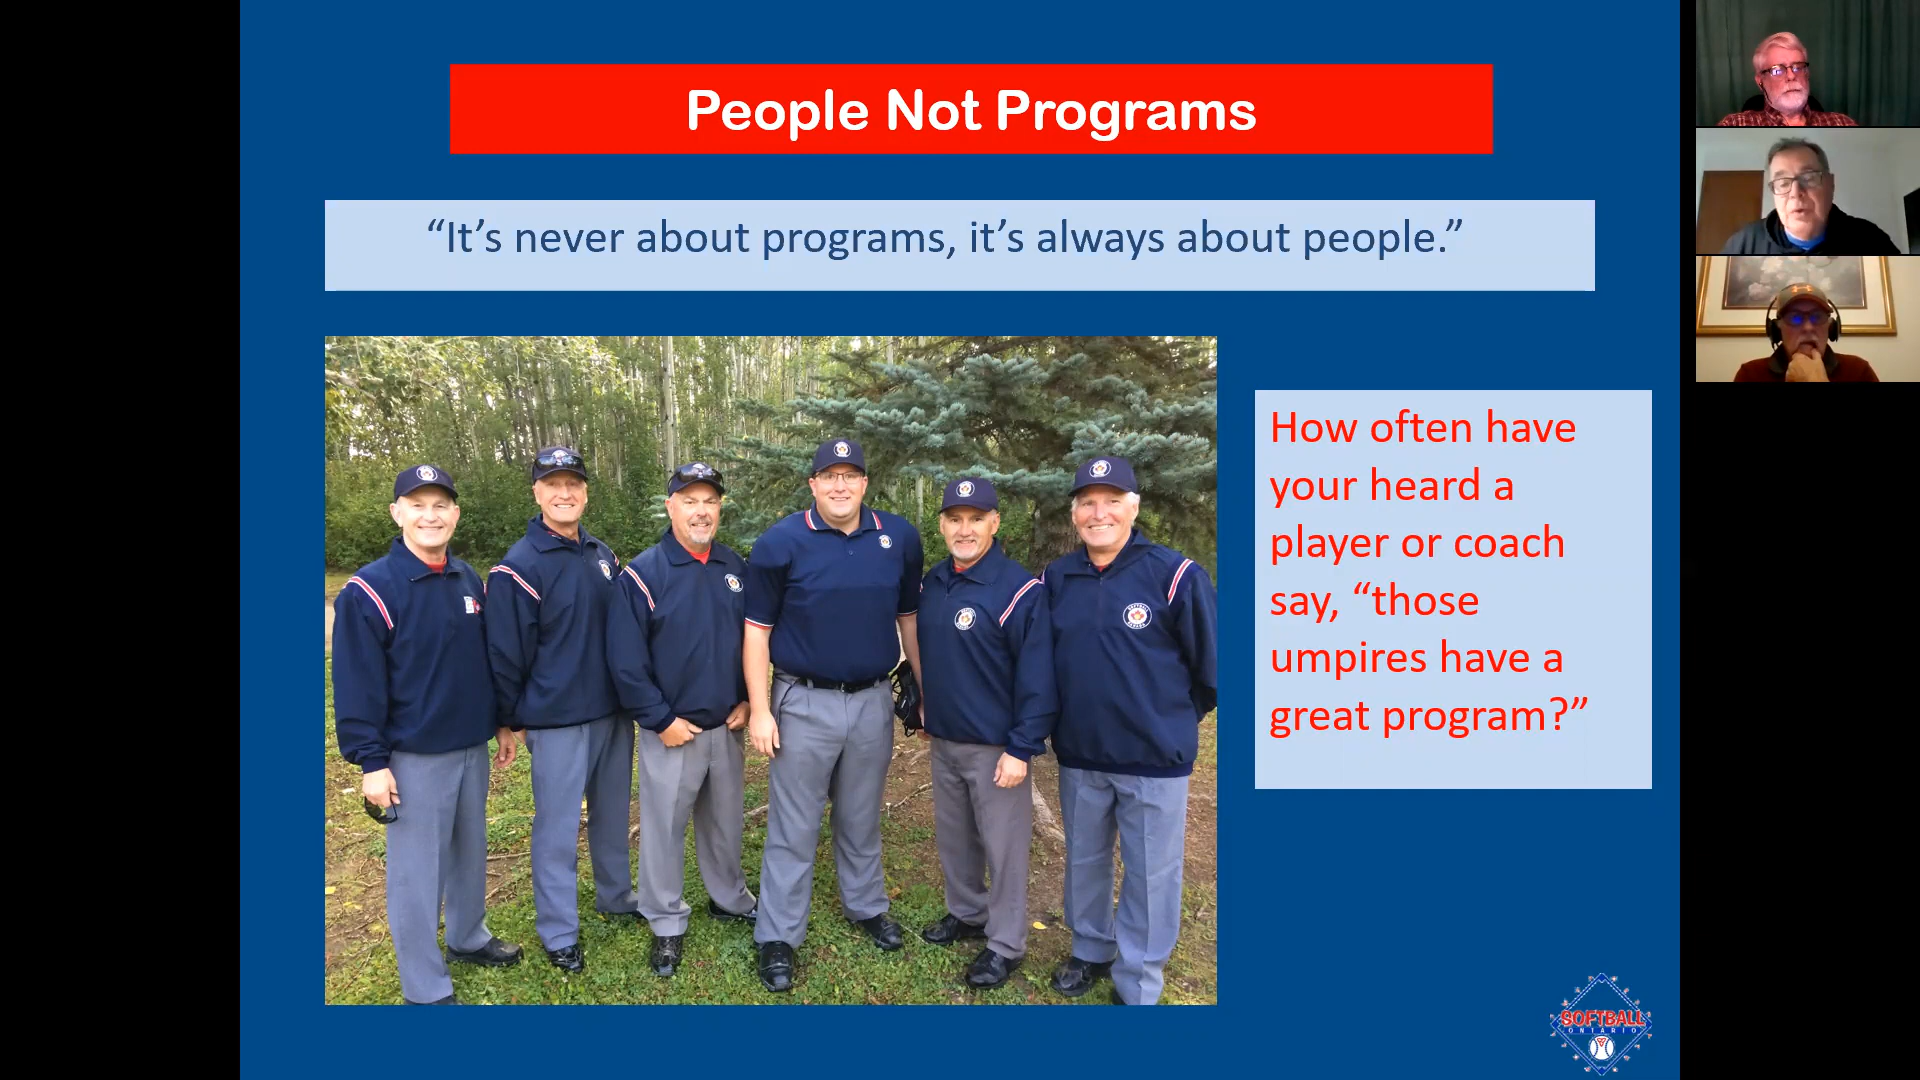 People Not Programs
“It’s never about programs, it’s always about people.”
How often have
your heard a
player or coach
say, “those
umpires have a
great program?”
SOFTBALL
ONTARIO